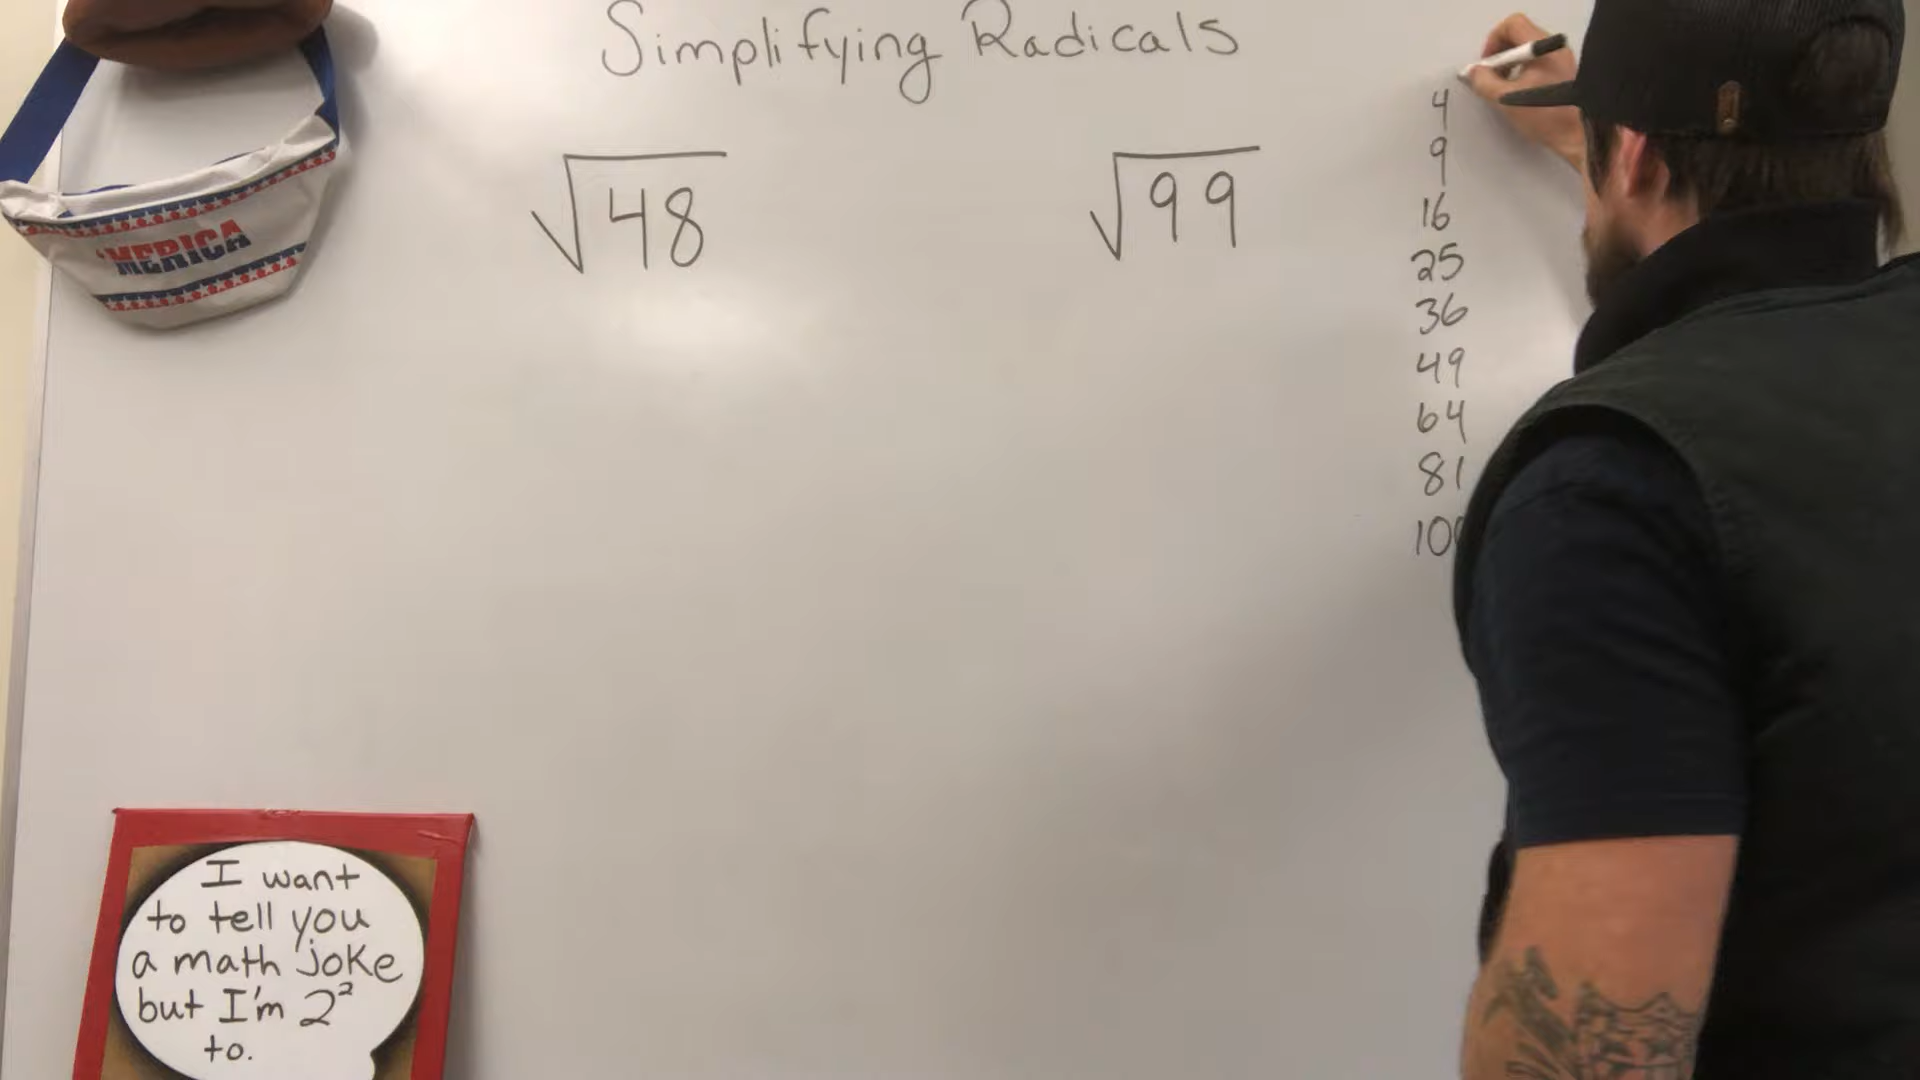 Simplifying Radicals
√48
√99
4
9
16
25
36
49
64
81
100
'MERICA
I want
to tell you
a math joke
but I'm 2²
to.